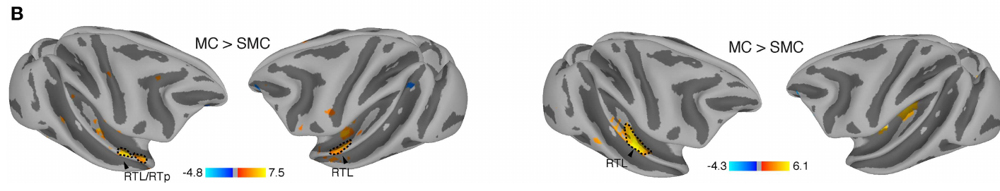 B
MC > SMC
MC > SMC
RTL/RTp
-4.8
7.5
RTL
RTL
-4.3
6.1